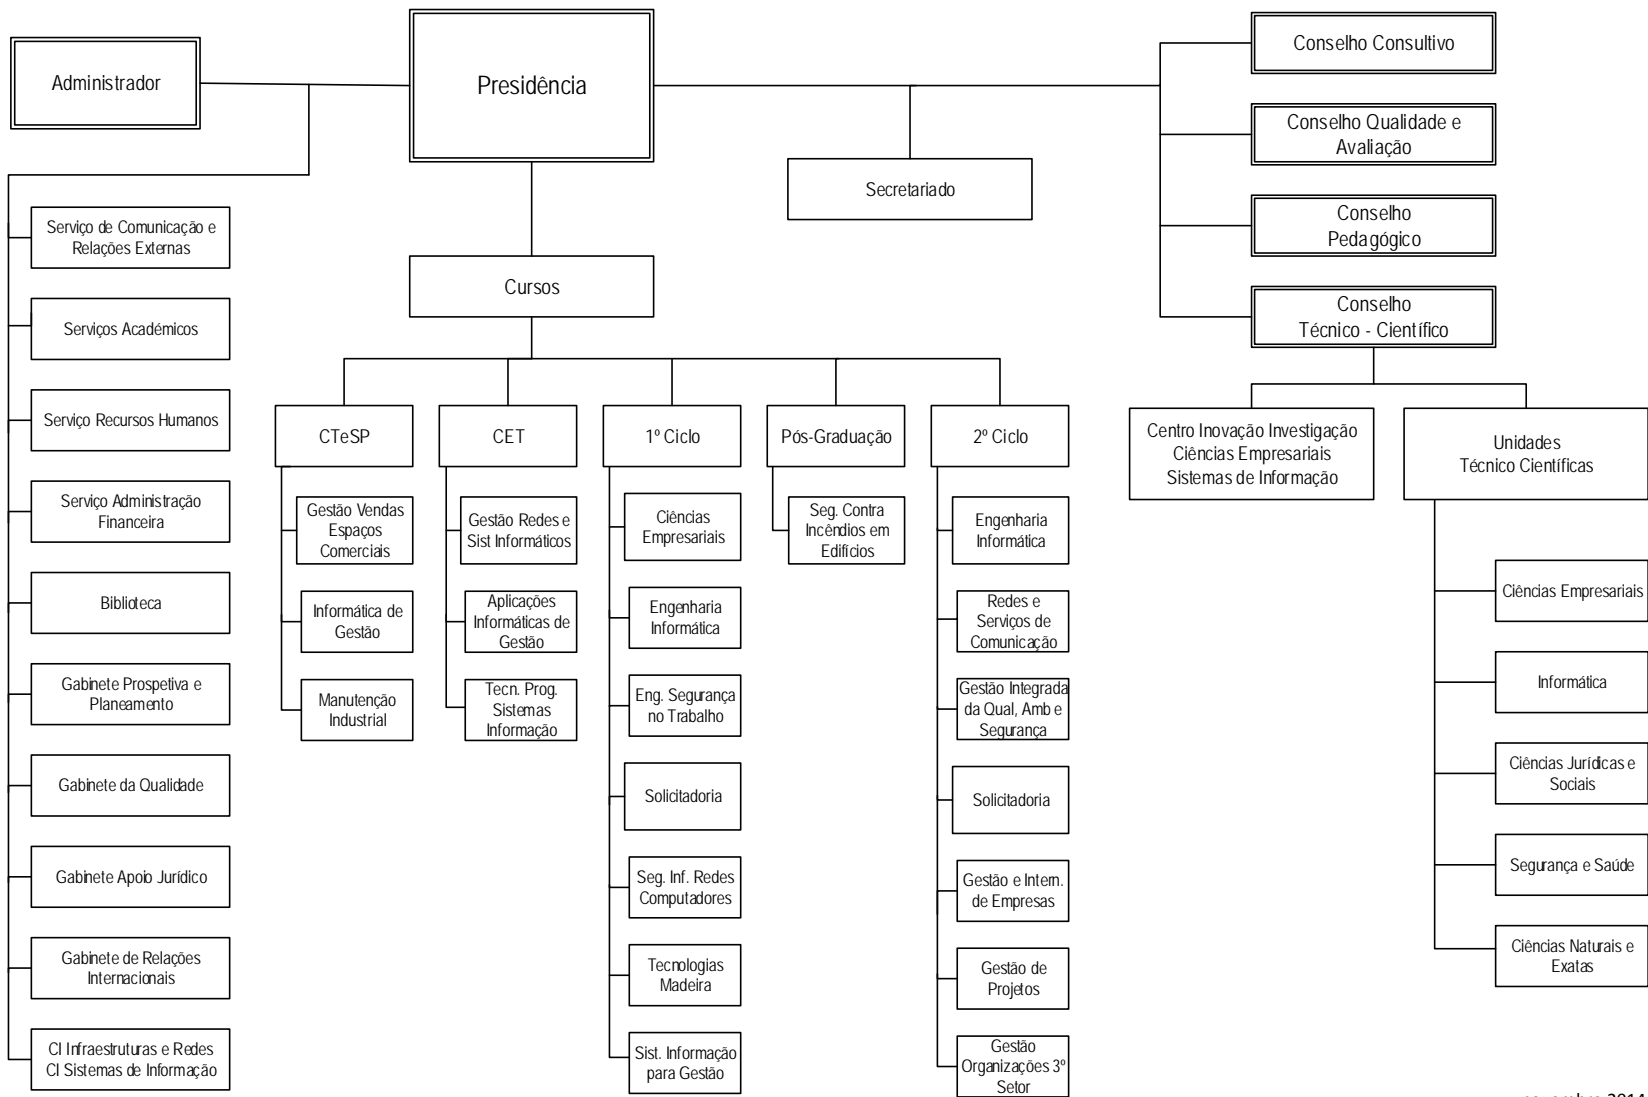 Administrador
Presidência
Conselho Consultivo
Conselho Qualidade e
Avaliação
Secretariado
Conselho
Pedagógico
Conselho
Técnico - Científico
Serviço de Comunicação e
Relações Externas
Serviços Académicos
Serviço Recursos Humanos
Serviço Administração
Financeira
Biblioteca
Gabinete Prospetiva e
Planeamento
Gabinete da Qualidade
Gabinete Apoio Jurídico
Gabinete de Relações
Internacionais
CI Infraestruturas e Redes
CI Sistemas de Informação
Cursos
CTeSP
Gestão Vendas
Espaços
Comerciais
Informática de
Gestão
Manutenção
Industrial
CET
Gestão Redes e
Sist Informáticos
Aplicações
Informáticas de
Gestão
Tecn. Prog.
Sistemas
Informação
1º Ciclo
Ciências
Empresariais
Engenharia
Informática
Eng. Segurança
no Trabalho
Solicitadoria
Seg. Inf. Redes
Computadores
Tecnologias
Madeira
Sist. Informação
para Gestão
Pós-Graduação
Seg. Contra
Incêndios em
Edifícios
2º Ciclo
Engenharia
Informática
Redes e
Serviços de
Comunicação
Gestão Integrada
da Qual, Amb e
Segurança
Solicitadoria
Gestão e Intern.
de Empresas
Gestão de
Projetos
Gestão
Organizações 3º
Setor
Centro Inovação Investigação
Ciências Empresariais
Sistemas de Informação
Unidades
Técnico Científicas
Ciências Empresariais
Informática
Ciências Jurídicas e
Sociais
Segurança e Saúde
Ciências Naturais e
Exatas